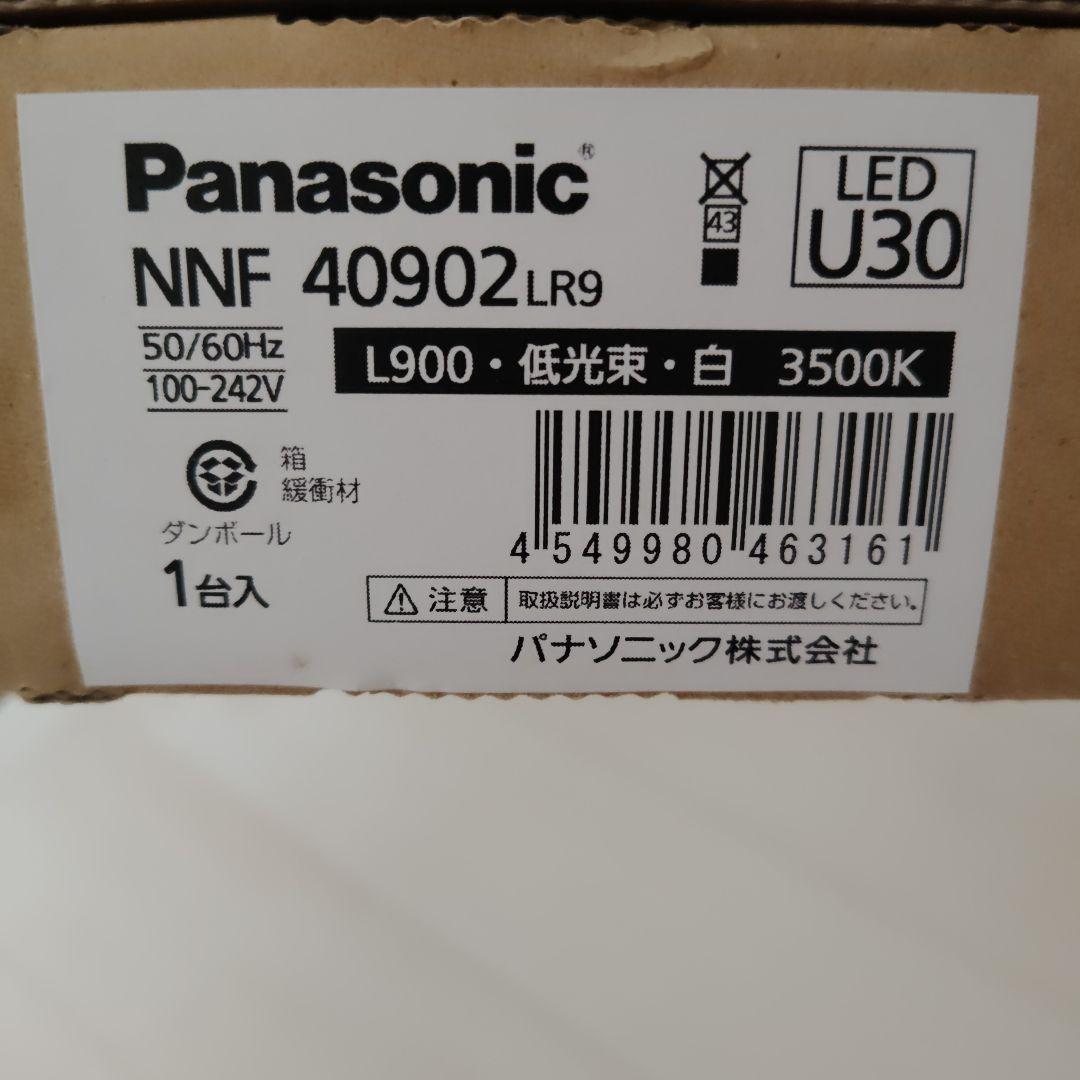 Panasonic®
NNF 40902LR9
43
LED
U30
50/60Hz
100-242V
L900・低光束・白 3500K
箱
緩衝材
ダンボール
1台入
4 549980 463161
注意 取扱説明書は必ずお客様にお渡しください。
パナソニック株式会社